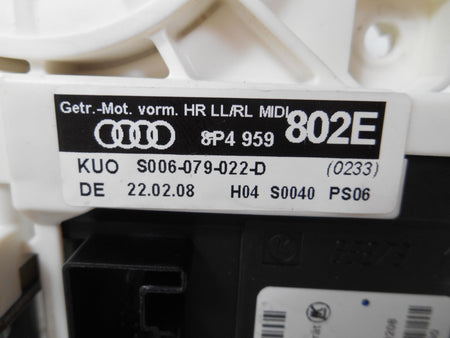 Getr.-Mot. vorm. HR LL/RL MIDI
8P4 959 802E
KUO S006-079-022-D (0233)
DE 22.02.08 H04 S0040 PS06